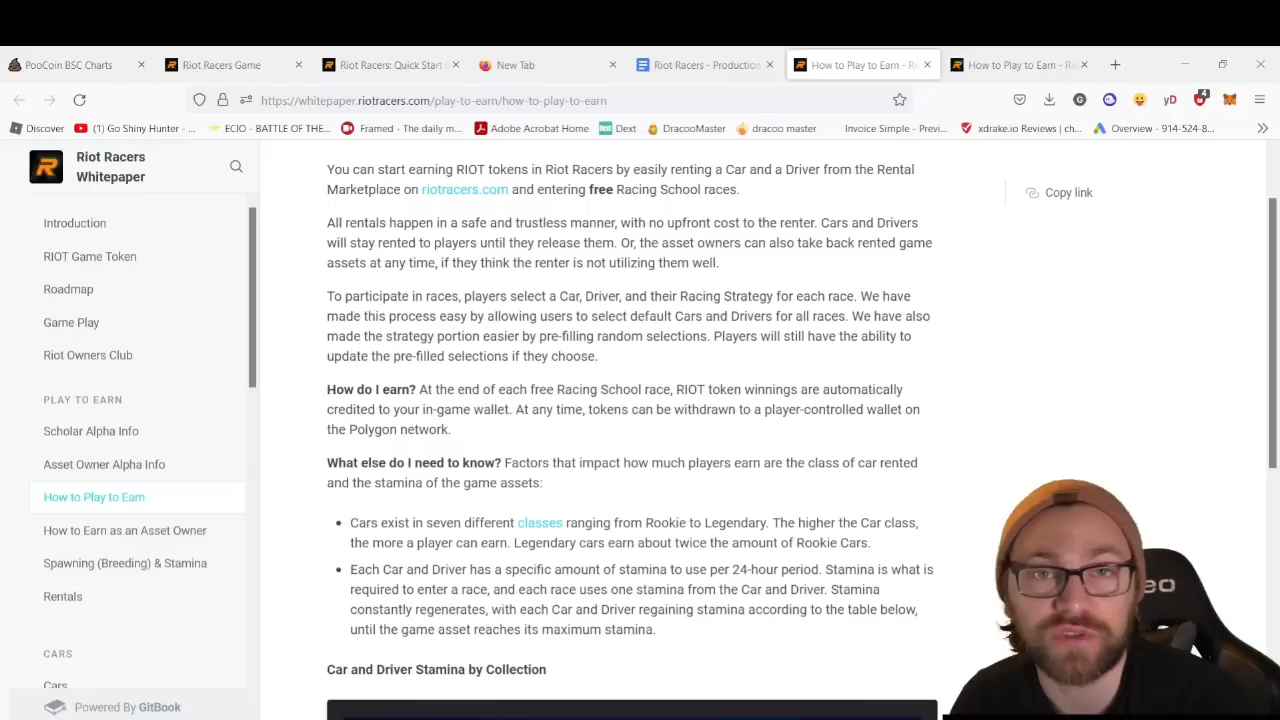 PooCoin BSC Charts
Riot Racers Game
Riot Racers: Quick Start
New Tab
Riot Racers - Production
How to Play to Earn - Ri
How to Play to Earn - Ri
https://whitepaper.riotracers.com/play-to-earn/how-to-play-to-earn
G
yD
4
Discover
(1) Go Shiny Hunter - ...
ECIO - BATTLE OF THE...
Framed - The daily m...
Adobe Acrobat Home
Dext
DracooMaster
dracoo master
Invoice Simple - Previ...
xdrake.io Reviews | ch...
Overview - 914-524-8...
Riot Racers
Whitepaper
Introduction
RIOT Game Token
Roadmap
Game Play
Riot Owners Club
PLAY TO EARN
Scholar Alpha Info
Asset Owner Alpha Info
How to Play to Earn
How to Earn as an Asset Owner
Spawning (Breeding) & Stamina
Rentals
CARS
Cars
Powered By GitBook
You can start earning RIOT tokens in Riot Racers by easily renting a Car and a Driver from the Rental
Marketplace on riotracers.com and entering free Racing School races.
All rentals happen in a safe and trustless manner, with no upfront cost to the renter. Cars and Drivers
will stay rented to players until they release them. Or, the asset owners can also take back rented game
assets at any time, if they think the renter is not utilizing them well.
To participate in races, players select a Car, Driver, and their Racing Strategy for each race. We have
made this process easy by allowing users to select default Cars and Drivers for all races. We have also
made the strategy portion easier by pre-filling random selections. Players will still have the ability to
update the pre-filled selections if they choose.
How do I earn? At the end of each free Racing School race, RIOT token winnings are automatically
credited to your in-game wallet. At any time, tokens can be withdrawn to a player-controlled wallet on
the Polygon network.
What else do I need to know? Factors that impact how much players earn are the class of car rented
and the stamina of the game assets:
• Cars exist in seven different classes ranging from Rookie to Legendary. The higher the Car class,
the more a player can earn. Legendary cars earn about twice the amount of Rookie Cars.
• Each Car and Driver has a specific amount of stamina to use per 24-hour period. Stamina is what is
required to enter a race, and each race uses one stamina from the Car and Driver. Stamina
constantly regenerates, with each Car and Driver regaining stamina according to the table below,
until the game asset reaches its maximum stamina.
Car and Driver Stamina by Collection
Copy link